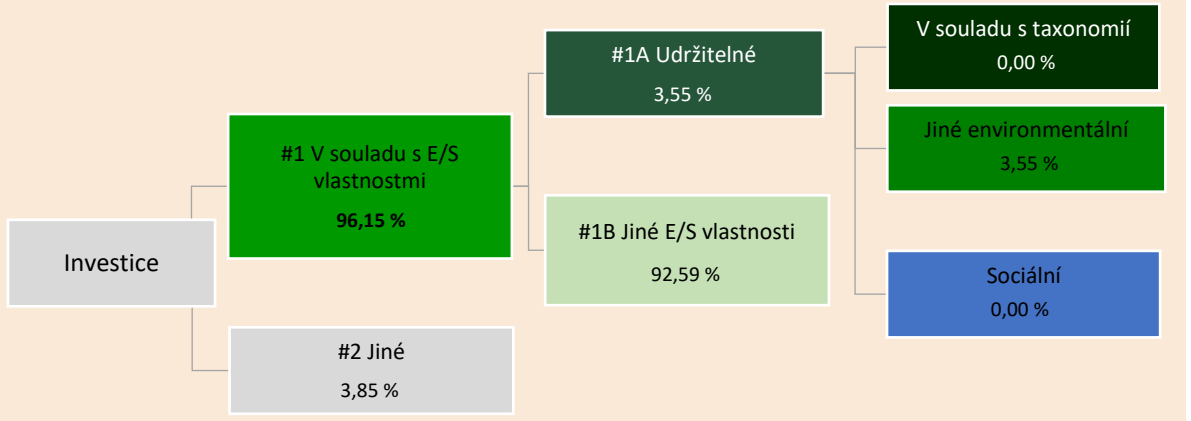 Investice
#1 V souladu s E/S
vlastnostmi
96,15 %
#2 Jiné
3,85 %
#1A Udržitelné
3,55 %
#1B Jiné E/S vlastnosti
92,59 %
V souladu s taxonomií
0,00 %
Jiné environmentální
3,55 %
Sociální
0,00 %